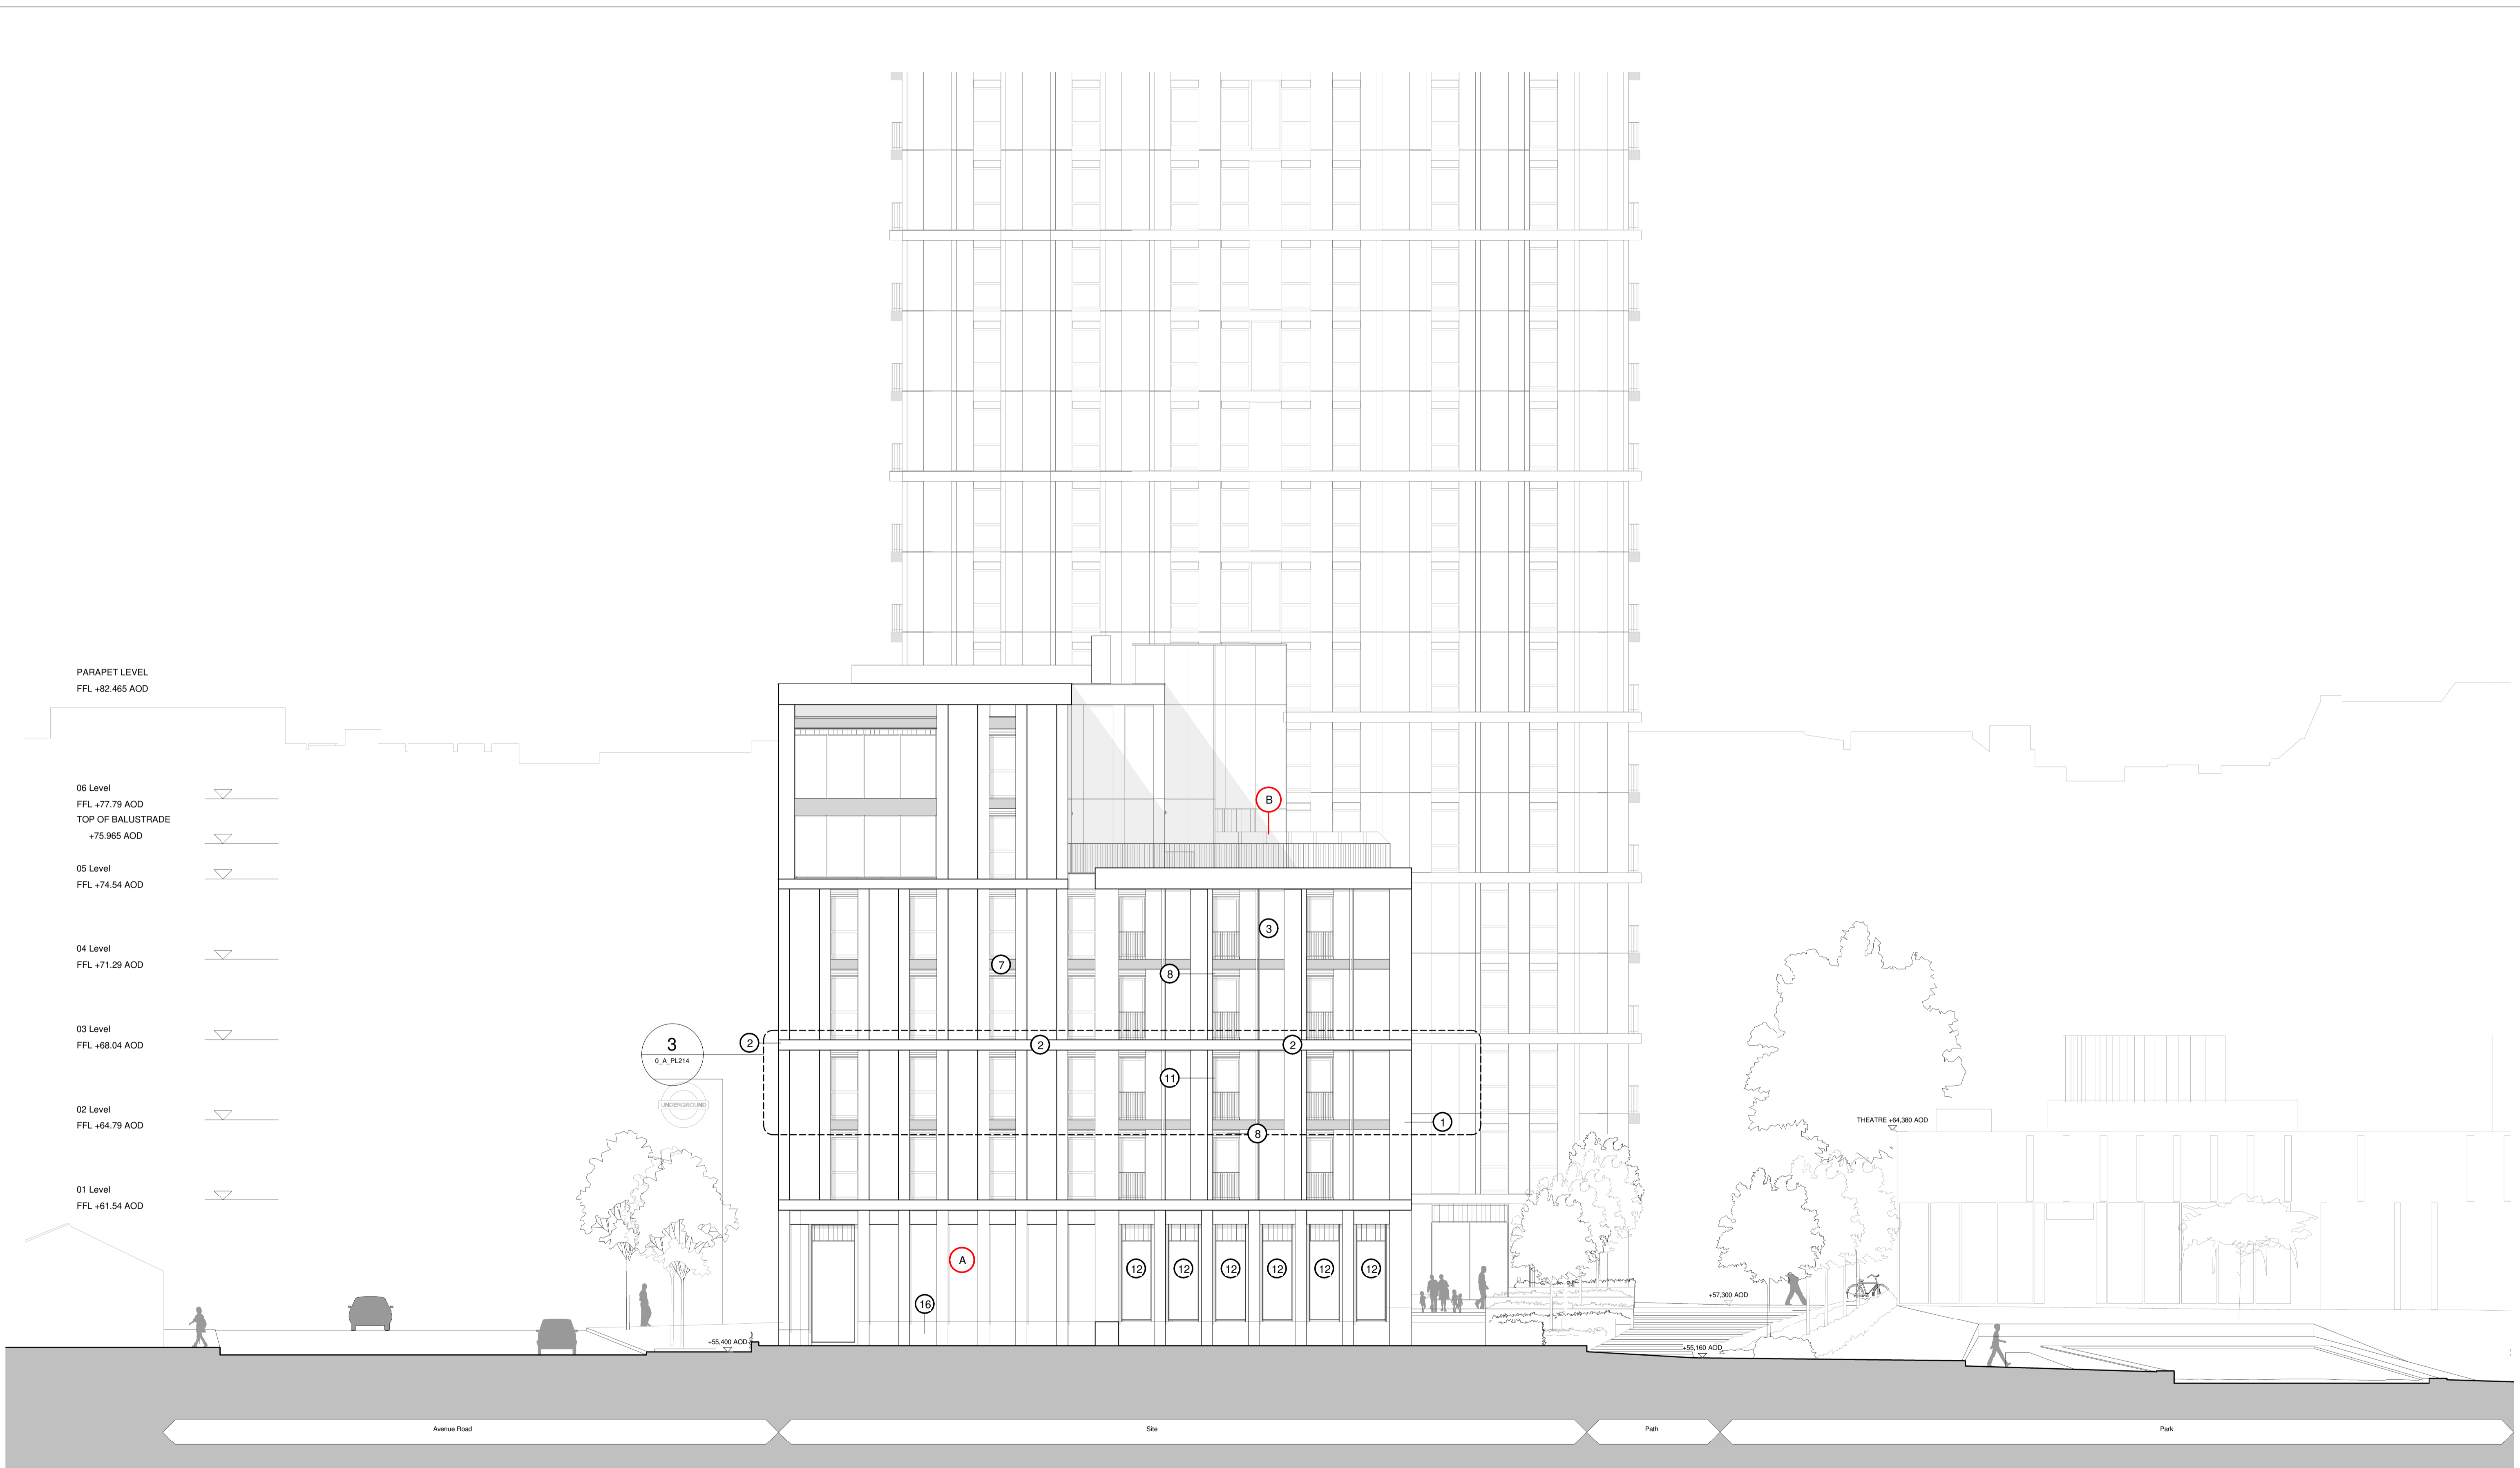 PARAPET LEVEL
FFL +82.465 AOD
06 Level
FFL +77.79 AOD
TOP OF BALUSTRADE
+75.965 AOD
05 Level
FFL +74.54 AOD
04 Level
FFL +71.29 AOD
03 Level
FFL +68.04 AOD
02 Level
FFL +64.79 AOD
01 Level
FFL +61.54 AOD
B
3
7
8
3
0_A_PL214
2
2
2
11
1
8
UNDERGROUND
THEATRE +64,380 AOD
A
12
12
12
12
12
12
16
+57,300 AOD
+55,400 AOD
+55,160 AOD
Avenue Road
Site
Path
Park